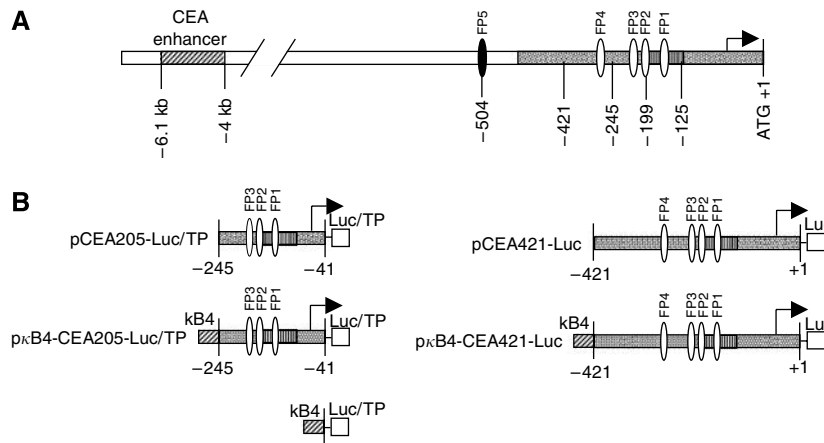 A
CEA
enhancer
FP5
FP4
FP3
FP2
FP1
−6.1 kb
−4 kb
−504
−421
−245
−199
−125
ATG +1
B
FP3
FP2
FP1
Luc/TP
pCEA205-Luc/TP
−245
−41
FP4
FP3
FP2
FP1
Lu
pCEA421-Luc
−421
+1
kB4
FP3
FP2
FP1
Luc/TP
pκB4-CEA205-Luc/TP
−245
−41
kB4
FP4
FP3
FP2
FP1
Lu
pκB4-CEA421-Luc
−421
+1
kB4
Luc/TP